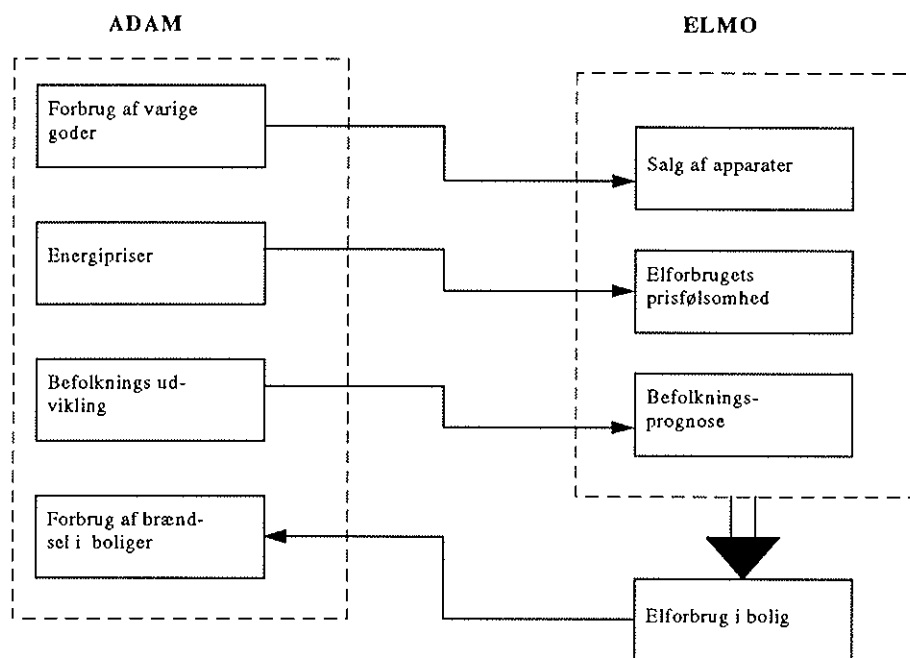 ADAM
ELMO
Forbrug af varige
goder
Salg af apparater
Energipriser
Elforbrugets
prisfølsomhed
Befolknings ud-
vikling
Befolknings-
prognose
Forbrug af brænd-
sel i boliger
Elforbrug i bolig